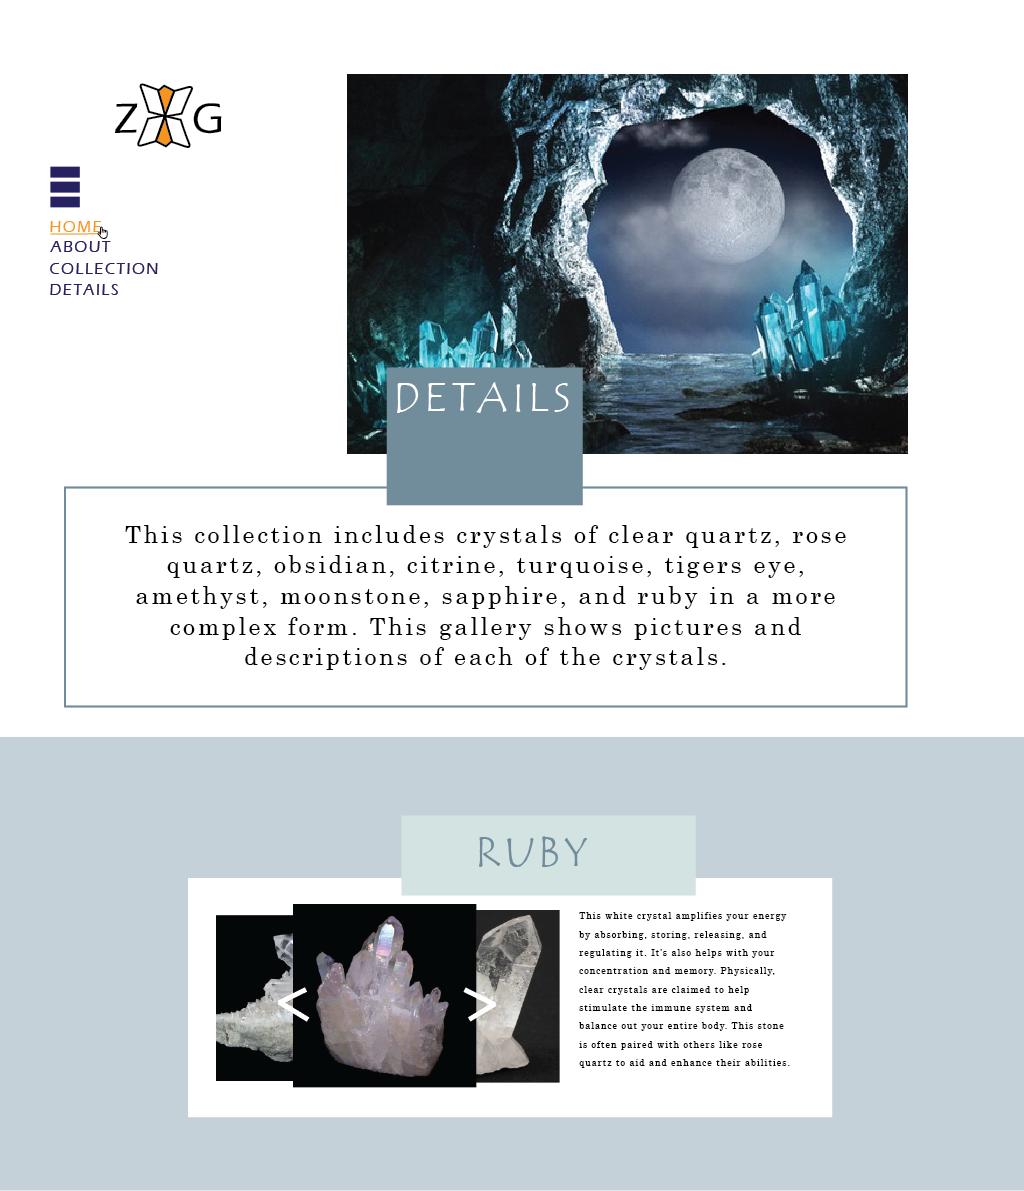 Z G
HOME
ABOUT
COLLECTION
DETAILS
DETAILS
This collection includes crystals of clear quartz, rose
quartz, obsidian, citrine, turquoise, tigers eye,
amethyst, moonstone, sapphire, and ruby in a more
complex form. This gallery shows pictures and
descriptions of each of the crystals.
RUBY
This white crystal amplifies your energy
by absorbing, storing, releasing, and
regulating it. It's also helps with your
concentration and memory. Physically,
clear crystals are claimed to help
stimulate the immune system and
balance out your entire body. This stone
is often paired with others like rose
quartz to aid and enhance their abilities.